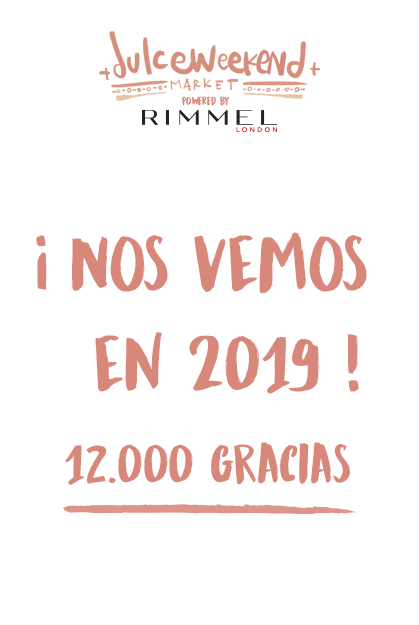 dulceweekend
MARKET
POWERED BY
RIMMEL
LONDON
¡ NOS VEMOS
EN 2019 !
12.000 GRACIAS